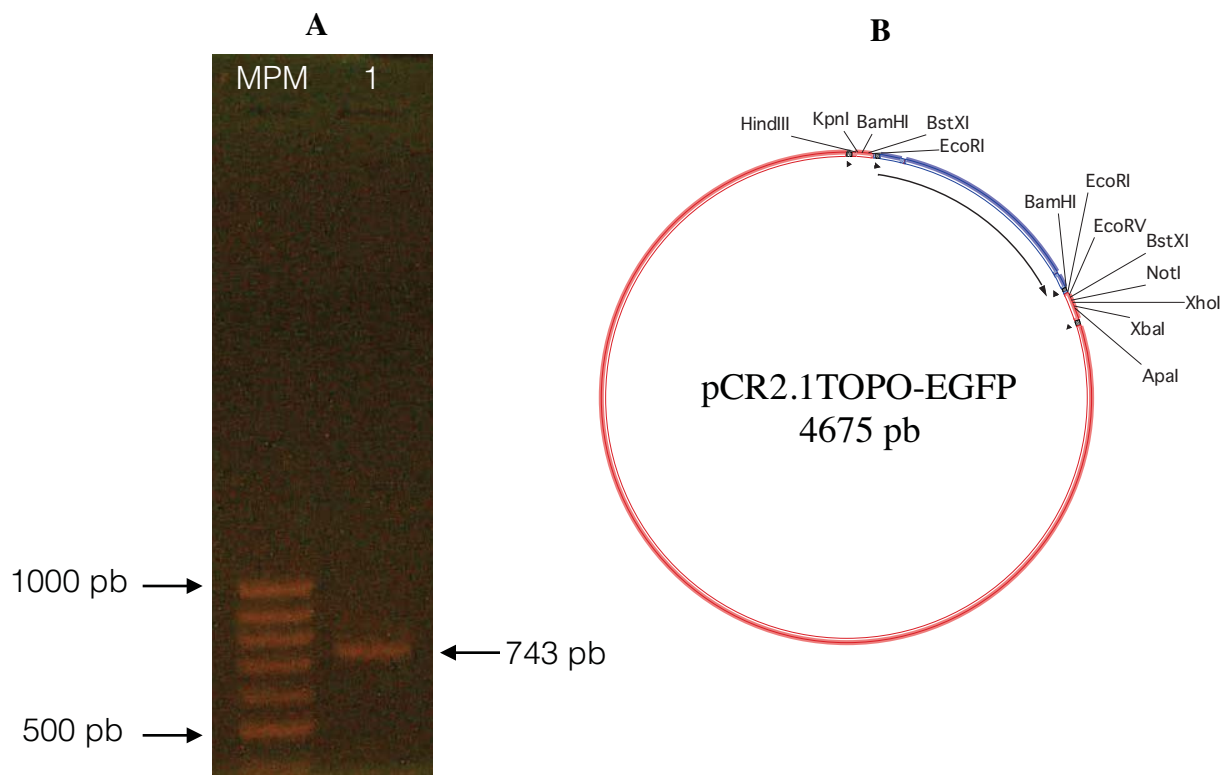 A
MPM 1
1000 pb
743 pb
500 pb
B
HindIII
KpnI
BamHI
BstXI
EcoRI
BamHI
EcoRI
EcoRV
BstXI
NotI
XhoI
XbaI
ApaI
pCR2.1TOPO-EGFP
4675 pb